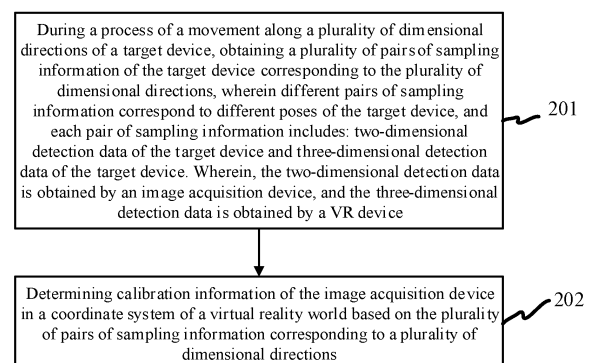 During a process of a movement along a plurality of dimensional
directions of a target device, obtaining a plurality of pairs of sampling
information of the target device corresponding to the plurality of
dimensional directions, wherein different pairs of sampling
information correspond to different poses of the target device, and
each pair of sampling information includes: two-dimensional
detection data of the target device and three-dimensional detection
data of the target device. Wherein, the two-dimensional detection data
is obtained by an image acquisition device, and the three-dimensional
detection data is obtained by a VR device
201
Determining calibration information of the image acquisition device
in a coordinate system of a virtual reality world based on the plurality
of pairs of sampling information corresponding to a plurality of
dimensional directions
202